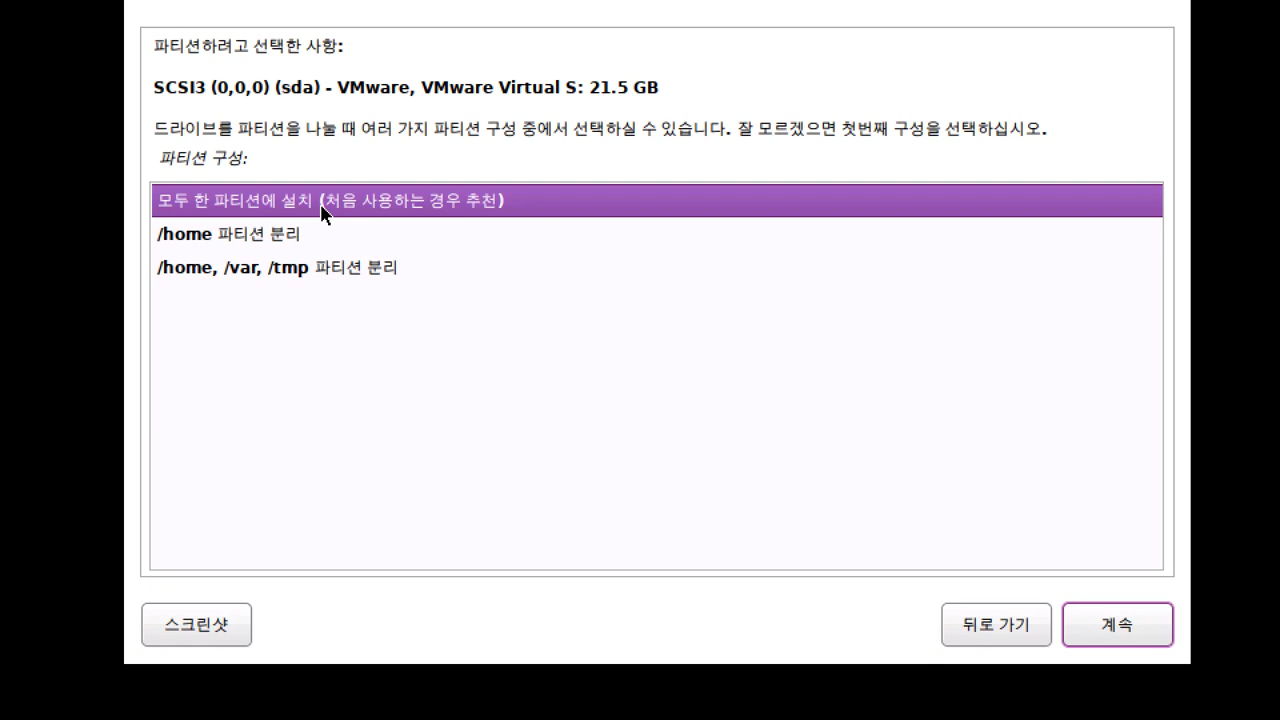 파티션하려고 선택한 사항:
SCSI3 (0,0,0) (sda) - VMware, VMware Virtual S: 21.5 GB
드라이브를 파티션을 나눌 때 여러 가지 파티션 구성 중에서 선택하실 수 있습니다. 잘 모르겠으면 첫번째 구성을 선택하십시오.
파티션 구성:
모두 한 파티션에 설치 (처음 사용하는 경우 추천)
/home 파티션 분리
/home, /var, /tmp 파티션 분리
스크린샷
뒤로 가기
계속